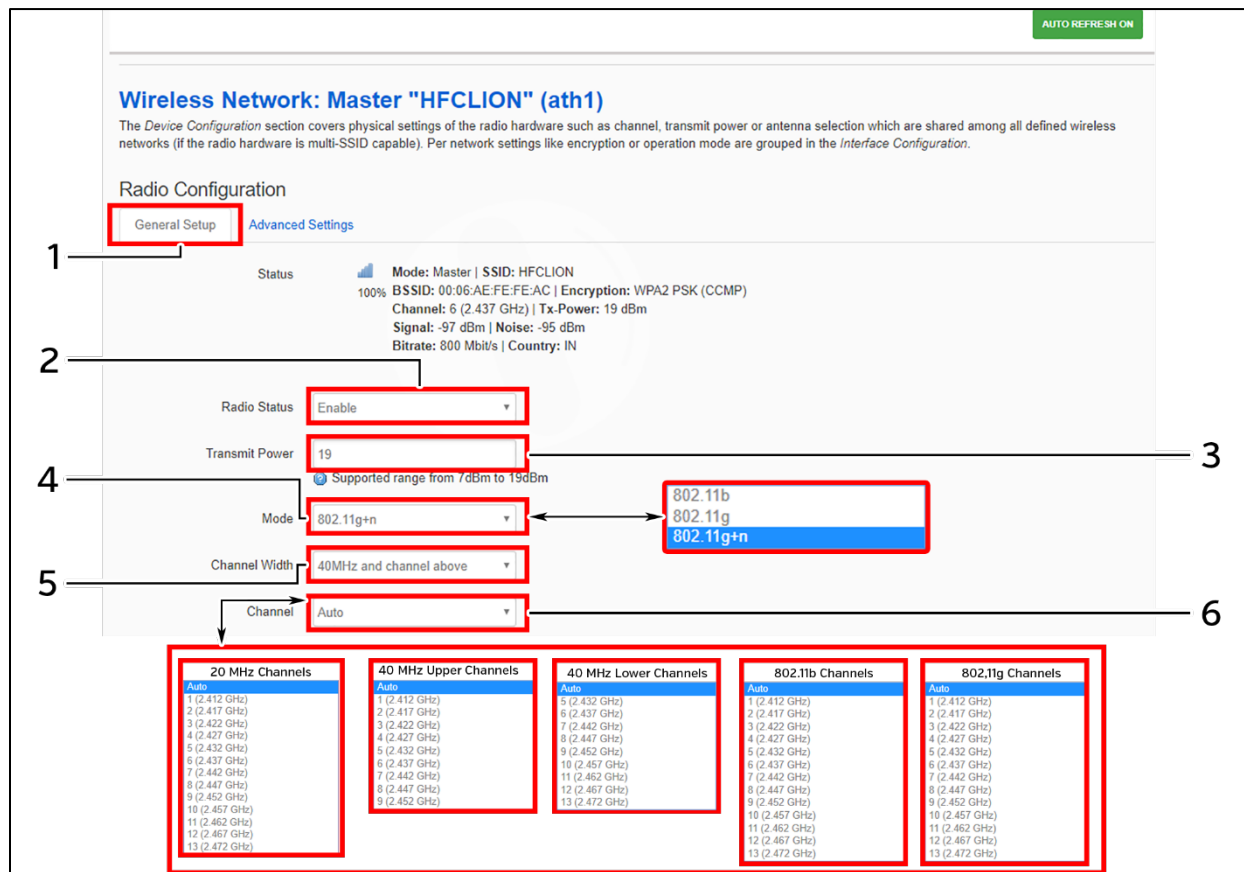 AUTO REFRESH ON
Wireless Network: Master "HFCLION" (ath1)
The Device Configuration section covers physical settings of the radio hardware such as channel, transmit power or antenna selection which are shared among all defined wireless
networks (if the radio hardware is multi-SSID capable). Per network settings like encryption or operation mode are grouped in the Interface Configuration.
Radio Configuration
General Setup Advanced Settings
1
Status
100%
Mode: Master | SSID: HFCLION
BSSID: 00:06:AE:FE:FE:AC | Encryption: WPA2 PSK (CCMP)
Channel: 6 (2.437 GHz) | Tx-Power: 19 dBm
Signal: -97 dBm | Noise: -95 dBm
Bitrate: 800 Mbit/s | Country: IN
2
Radio Status Enable
Transmit Power 19
3
Supported range from 7dBm to 19dBm
4
Mode 802.11g+n
802.11b
802.11g
802.11g+n
Channel Width 40MHz and channel above
5
Channel Auto
6
20 MHz Channels
Auto
1 (2.412 GHz)
2 (2.417 GHz)
3 (2.422 GHz)
4 (2.427 GHz)
5 (2.432 GHz)
6 (2.437 GHz)
7 (2.442 GHz)
8 (2.447 GHz)
9 (2.452 GHz)
10 (2.457 GHz)
11 (2.462 GHz)
12 (2.467 GHz)
13 (2.472 GHz)
40 MHz Upper Channels
Auto
1 (2.412 GHz)
2 (2.417 GHz)
3 (2.422 GHz)
4 (2.427 GHz)
5 (2.432 GHz)
6 (2.437 GHz)
7 (2.442 GHz)
8 (2.447 GHz)
9 (2.452 GHz)
40 MHz Lower Channels
Auto
5 (2.432 GHz)
6 (2.437 GHz)
7 (2.442 GHz)
8 (2.447 GHz)
9 (2.452 GHz)
10 (2.457 GHz)
11 (2.462 GHz)
12 (2.467 GHz)
13 (2.472 GHz)
802.11b Channels
Auto
1 (2.412 GHz)
2 (2.417 GHz)
3 (2.422 GHz)
4 (2.427 GHz)
5 (2.432 GHz)
6 (2.437 GHz)
7 (2.442 GHz)
8 (2.447 GHz)
9 (2.452 GHz)
10 (2.457 GHz)
11 (2.462 GHz)
12 (2.467 GHz)
13 (2.472 GHz)
802,11g Channels
Auto
1 (2.412 GHz)
2 (2.417 GHz)
3 (2.422 GHz)
4 (2.427 GHz)
5 (2.432 GHz)
6 (2.437 GHz)
7 (2.442 GHz)
8 (2.447 GHz)
9 (2.452 GHz)
10 (2.457 GHz)
11 (2.462 GHz)
12 (2.467 GHz)
13 (2.472 GHz)